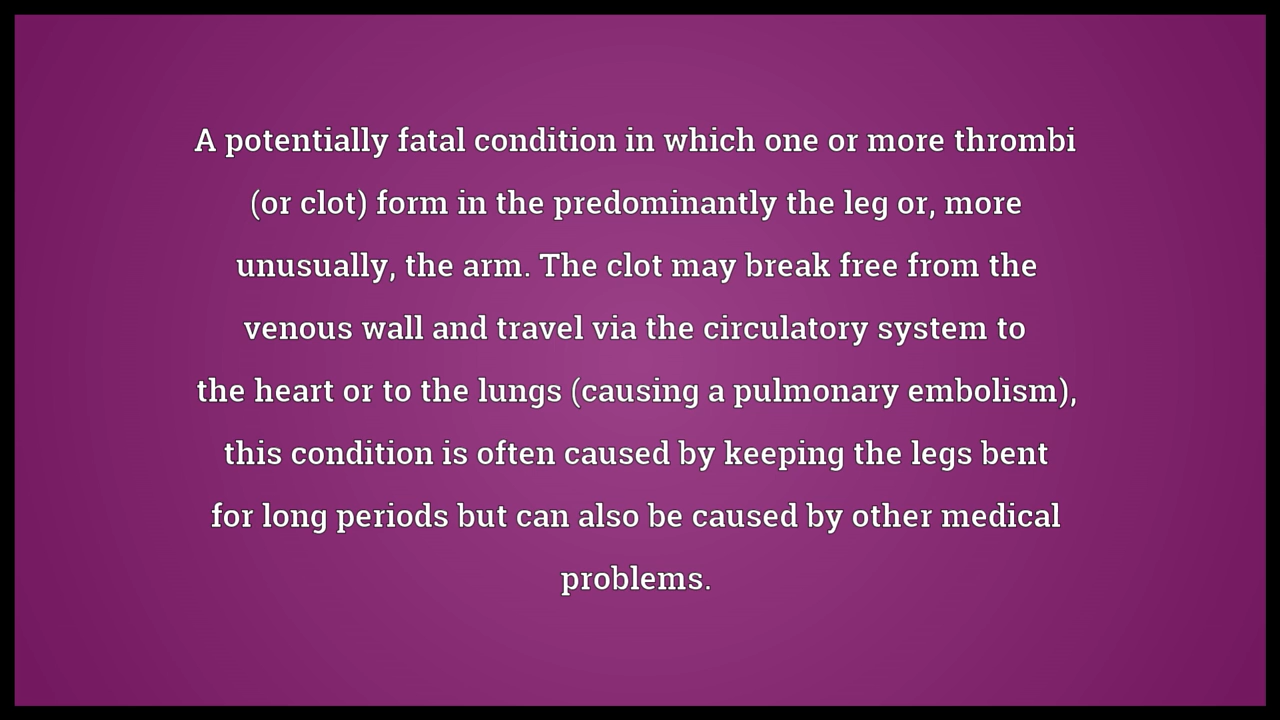 A potentially fatal condition in which one or more thrombi
(or clot) form in the predominantly the leg or, more
unusually, the arm. The clot may break free from the
venous wall and travel via the circulatory system to
the heart or to the lungs (causing a pulmonary embolism),
this condition is often caused by keeping the legs bent
for long periods but can also be caused by other medical
problems.